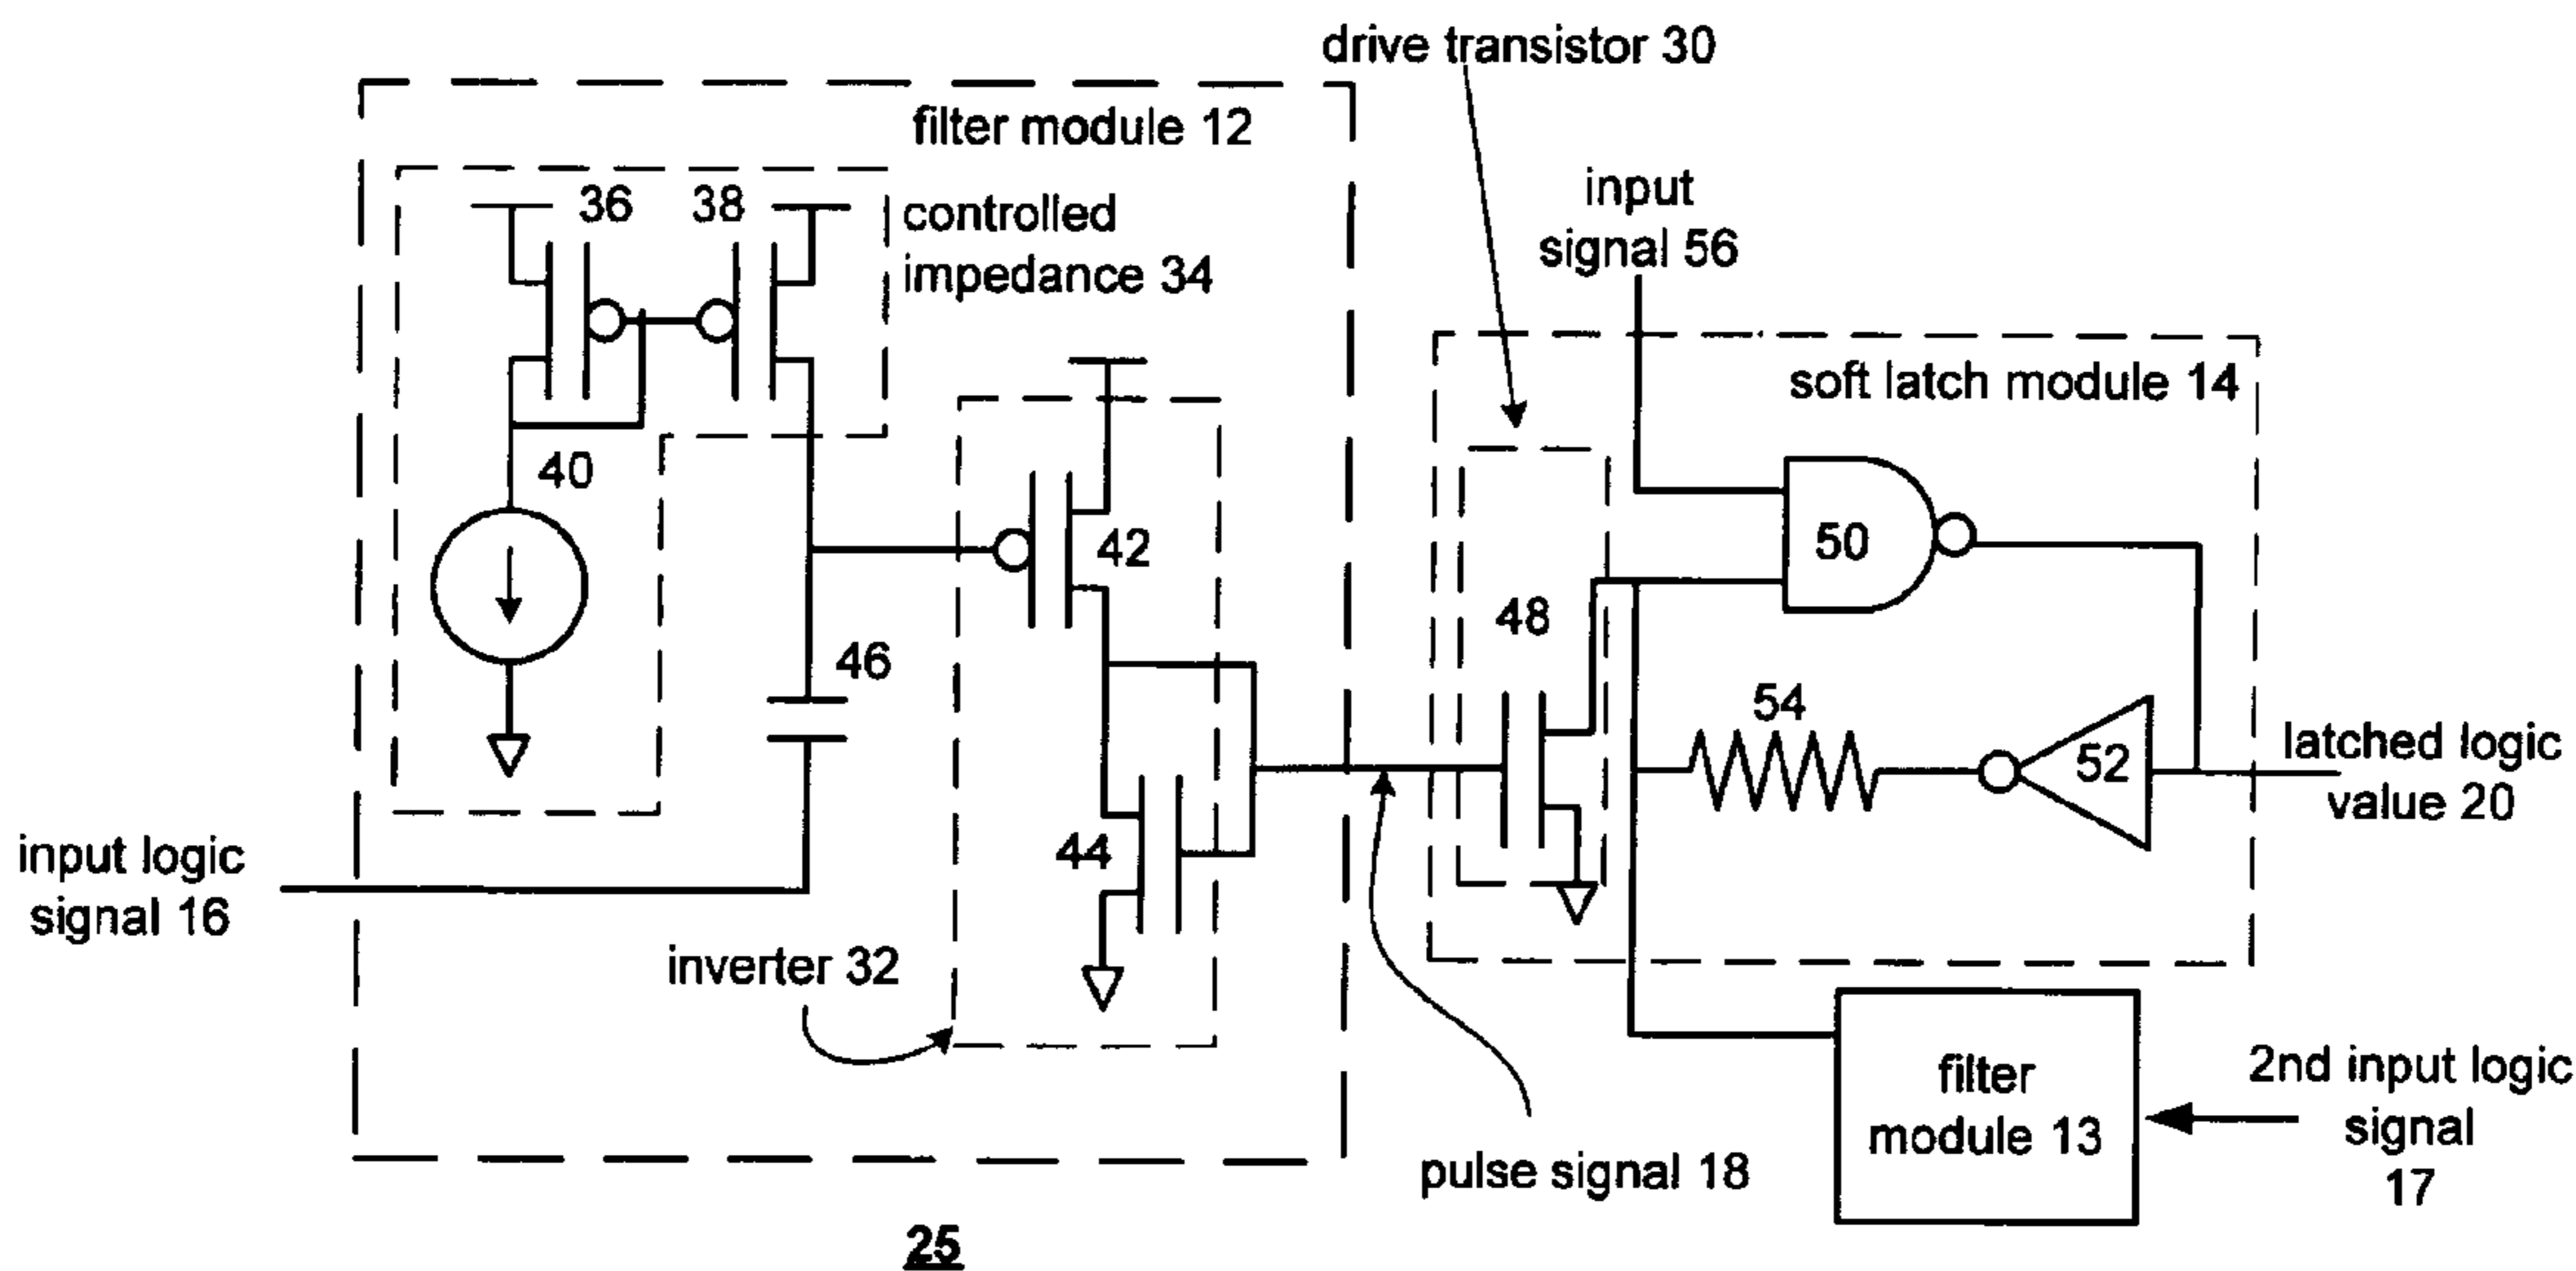 drive transistor 30
filter module 12
input
signal 56
36
38
controlled
impedance 34
soft latch module 14
40
42
50
48
46
54
52
latched logic
value 20
input logic
signal 16
44
inverter 32
filter
module 13
2nd input logic
signal
17
pulse signal 18
25